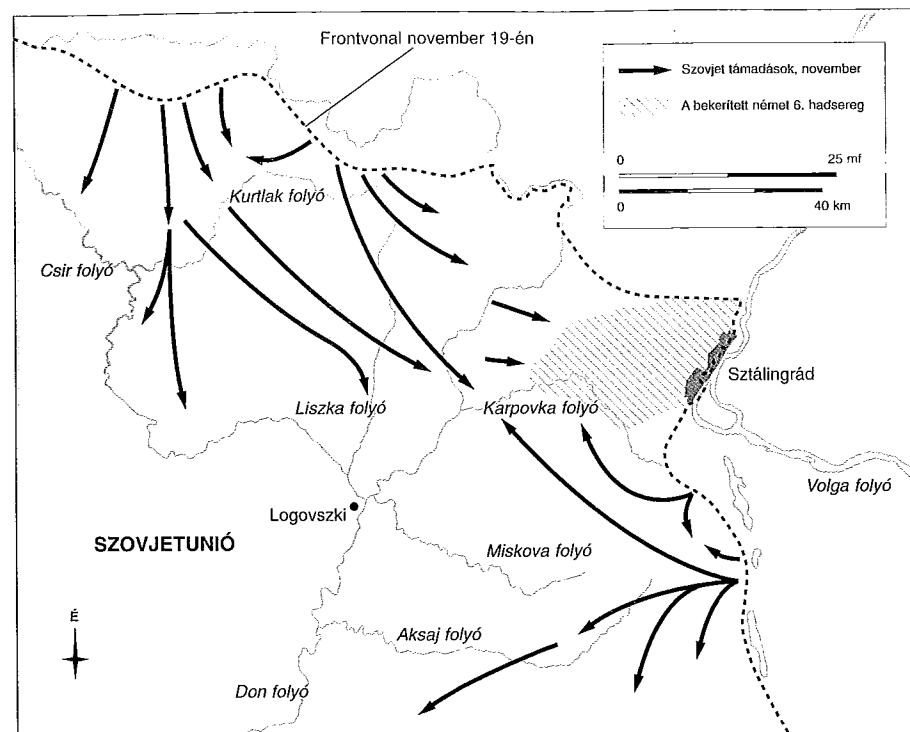 Frontvonal november 19-én
Szovjet támadások, november
A bekerített német 6. hadsereg
0 25 mf
0 40 km
Kurtlak folyó
Csir folyó
Liszka folyó
Karpovka folyó
Sztálingrád
Volga folyó
Logovszki
SZOVJETUNIÓ
Miskova folyó
É
Aksaj folyó
Don folyó